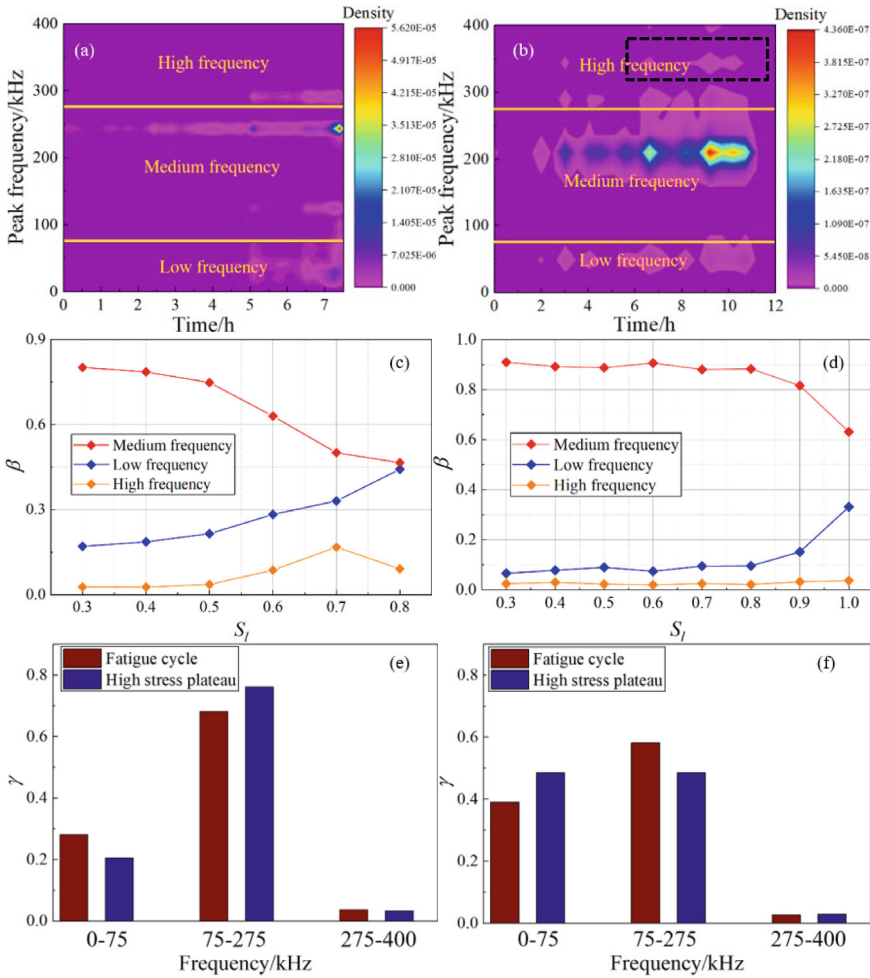 Density
5.620E-05
4.917E-05
4.215E-05
3.513E-05
2.810E-05
2.107E-05
1.405E-05
7.025E-06
0.000
(a)
High frequency
Medium frequency
Low frequency
400
300
200
100
0
Peak frequency/kHz
0 1 2 3 4 5 6 7
Time/h
Density
4.360E-07
3.815E-07
3.270E-07
2.725E-07
2.180E-07
1.635E-07
1.090E-07
5.450E-08
0.000
(b)
High frequency
Medium frequency
Low frequency
400
300
200
100
0
Peak frequency/kHz
0 2 4 6 8 10 12
Time/h
(c)
0.9
0.6
0.3
0.0
β
Medium frequency
Low frequency
High frequency
0.3 0.4 0.5 0.6 0.7 0.8
S_l
(d)
1.0
0.8
0.6
0.4
0.2
0.0
β
Medium frequency
Low frequency
High frequency
0.3 0.4 0.5 0.6 0.7 0.8 0.9 1.0
S_l
(e)
Fatigue cycle
High stress plateau
0.8
0.6
0.4
0.2
0.0
γ
0-75 75-275 275-400
Frequency/kHz
(f)
Fatigue cycle
High stress plateau
0.8
0.6
0.4
0.2
0.0
γ
0-75 75-275 275-400
Frequency/kHz